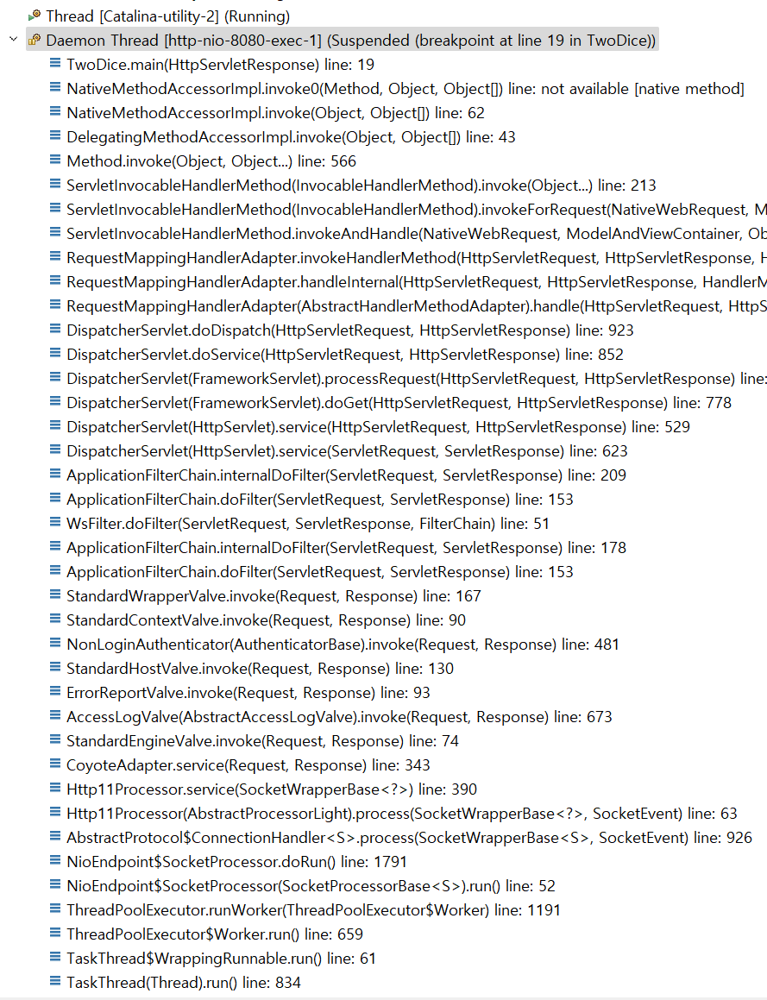 Thread [Catalina-utility-2] (Running)
Daemon Thread [http-nio-8080-exec-1] (Suspended (breakpoint at line 19 in TwoDice))
TwoDice.main(HttpServletResponse) line: 19
NativeMethodAccessorImpl.invoke0(Method, Object, Object[]) line: not available [native method]
NativeMethodAccessorImpl.invoke(Object, Object[]) line: 62
DelegatingMethodAccessorImpl.invoke(Object, Object[]) line: 43
Method.invoke(Object, Object...) line: 566
ServletInvocableHandlerMethod(InvocableHandlerMethod).invoke(Object...) line: 213
ServletInvocableHandlerMethod(InvocableHandlerMethod).invokeForRequest(NativeWebRequest, M
ServletInvocableHandlerMethod.invokeAndHandle(NativeWebRequest, ModelAndViewContainer, Ob
RequestMappingHandlerAdapter.invokeHandlerMethod(HttpServletRequest, HttpServletResponse, H
RequestMappingHandlerAdapter.handleInternal(HttpServletRequest, HttpServletResponse, HandlerM
RequestMappingHandlerAdapter(AbstractHandlerMethodAdapter).handle(HttpServletRequest, HttpS
DispatcherServlet.doDispatch(HttpServletRequest, HttpServletResponse) line: 923
DispatcherServlet.doService(HttpServletRequest, HttpServletResponse) line: 852
DispatcherServlet(FrameworkServlet).processRequest(HttpServletRequest, HttpServletResponse) line:
DispatcherServlet(FrameworkServlet).doGet(HttpServletRequest, HttpServletResponse) line: 778
DispatcherServlet(HttpServlet).service(HttpServletRequest, HttpServletResponse) line: 529
DispatcherServlet(HttpServlet).service(ServletRequest, ServletResponse) line: 623
ApplicationFilterChain.internalDoFilter(ServletRequest, ServletResponse) line: 209
ApplicationFilterChain.doFilter(ServletRequest, ServletResponse) line: 153
WsFilter.doFilter(ServletRequest, ServletResponse, FilterChain) line: 51
ApplicationFilterChain.internalDoFilter(ServletRequest, ServletResponse) line: 178
ApplicationFilterChain.doFilter(ServletRequest, ServletResponse) line: 153
StandardWrapperValve.invoke(Request, Response) line: 167
StandardContextValve.invoke(Request, Response) line: 90
NonLoginAuthenticator(AuthenticatorBase).invoke(Request, Response) line: 481
StandardHostValve.invoke(Request, Response) line: 130
ErrorReportValve.invoke(Request, Response) line: 93
AccessLogValve(AbstractAccessLogValve).invoke(Request, Response) line: 673
StandardEngineValve.invoke(Request, Response) line: 74
CoyoteAdapter.service(Request, Response) line: 343
Http11Processor.service(SocketWrapperBase<?>) line: 390
Http11Processor(AbstractProcessorLight).process(SocketWrapperBase<?>, SocketEvent) line: 63
AbstractProtocol$ConnectionHandler<S>.process(SocketWrapperBase<S>, SocketEvent) line: 926
NioEndpoint$SocketProcessor.doRun() line: 1791
NioEndpoint$SocketProcessor(SocketProcessorBase<S>).run() line: 52
ThreadPoolExecutor.runWorker(ThreadPoolExecutor$Worker) line: 1191
ThreadPoolExecutor$Worker.run() line: 659
TaskThread$WrappingRunnable.run() line: 61
TaskThread(Thread).run() line: 834